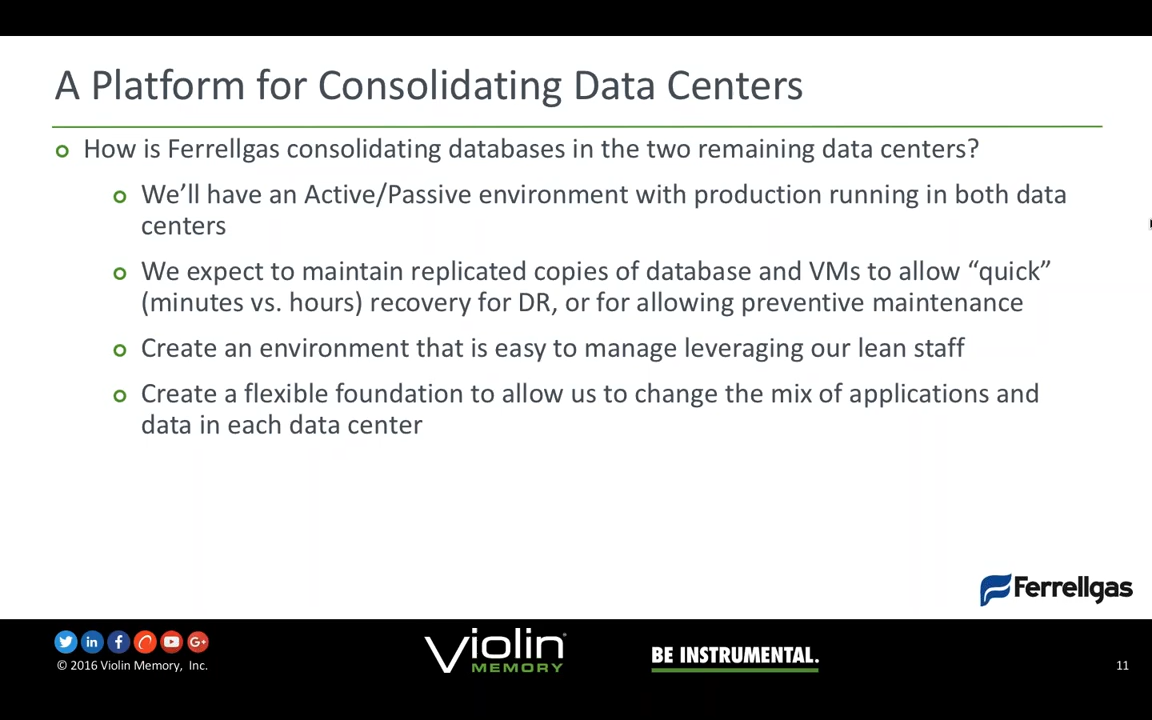 A Platform for Consolidating Data Centers
How is Ferrellgas consolidating databases in the two remaining data centers?
We’ll have an Active/Passive environment with production running in both data
centers
We expect to maintain replicated copies of database and VMs to allow “quick”
(minutes vs. hours) recovery for DR, or for allowing preventive maintenance
Create an environment that is easy to manage leveraging our lean staff
Create a flexible foundation to allow us to change the mix of applications and
data in each data center
Ferrellgas
© 2016 Violin Memory, Inc.
Violin
MEMORY
BE INSTRUMENTAL.
11